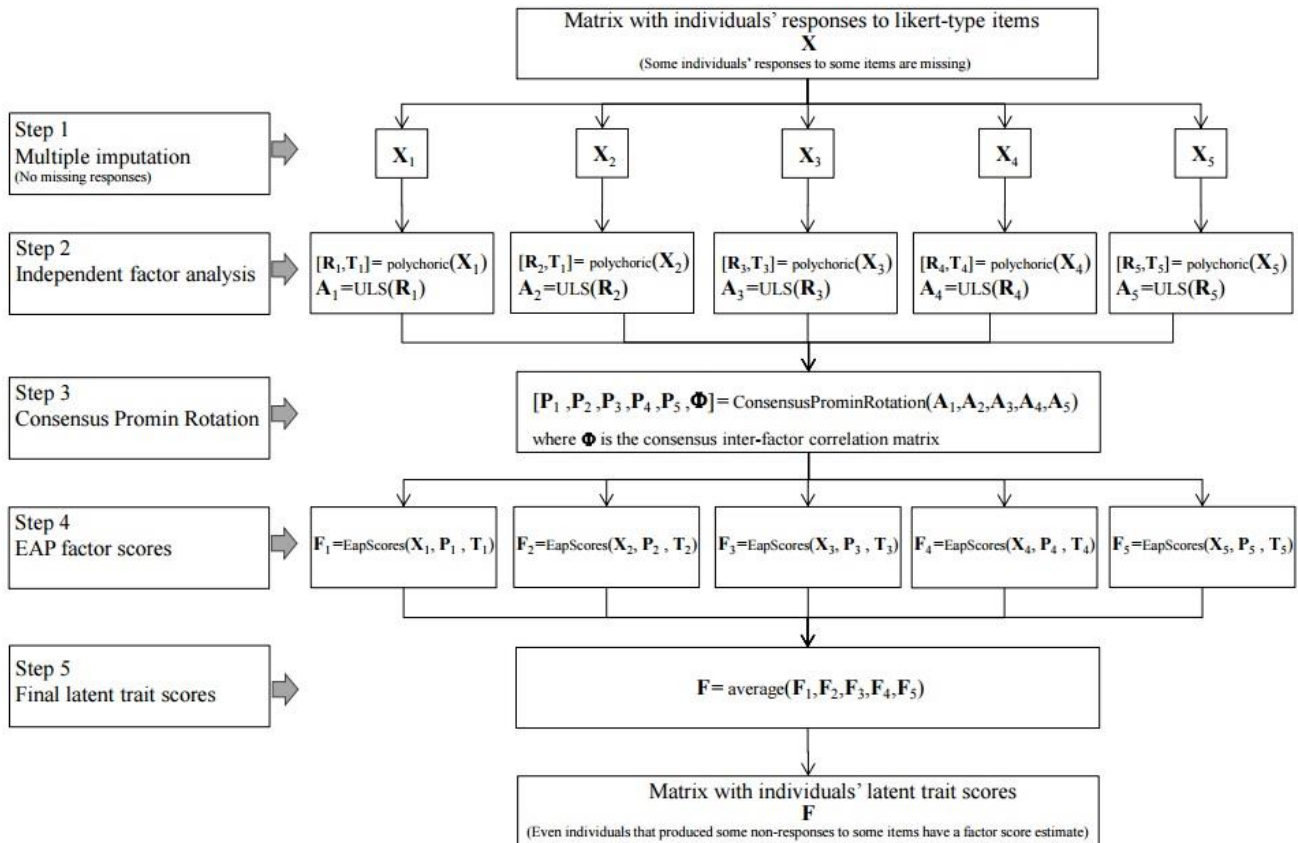 Matrix with individuals' responses to likert-type items
X
(Some individuals' responses to some items are missing)
Step 1
Multiple imputation
(No missing responses)
X₁
X₂
X₃
X₄
X₅
Step 2
Independent factor analysis
[R₁,T₁]= polychoric(X₁)
A₁=ULS(R₁)
[R₂,T₁]= polychoric(X₂)
A₂=ULS(R₂)
[R₃,T₃]= polychoric(X₃)
A₃=ULS(R₃)
[R₄,T₄]= polychoric(X₄)
A₄=ULS(R₄)
[R₅,T₅]= polychoric(X₅)
A₅=ULS(R₅)
Step 3
Consensus Promin Rotation
[P₁ ,P₂ ,P₃ ,P₄ ,P₅ ,Φ]= ConsensusProminRotation(A₁,A₂,A₃,A₄,A₅)
where Φ is the consensus inter-factor correlation matrix
Step 4
EAP factor scores
F₁=EapScores(X₁, P₁ , T₁)
F₂=EapScores(X₂, P₂ , T₂)
F₃=EapScores(X₃, P₃ , T₃)
F₄=EapScores(X₄, P₄ , T₄)
F₅=EapScores(X₅, P₅ , T₅)
Step 5
Final latent trait scores
F= average(F₁,F₂,F₃,F₄,F₅)
Matrix with individuals' latent trait scores
F
(Even individuals that produced some non-responses to some items have a factor score estimate)